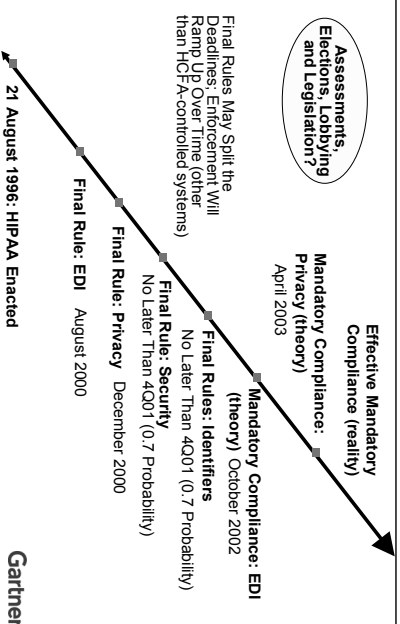 Assessments,
Elections, Lobbying
and Legislation?
Final Rules May Split the
Deadlines; Enforcement Will
Ramp Up Over Time (other
than HCFA-controlled systems)
Effective Mandatory
Compliance (reality)
Mandatory Compliance:
Privacy (theory)
April 2003
Mandatory Compliance: EDI
(theory) October 2002
Final Rules: Identifiers
No Later Than 4Q01 (0.7 Probability)
Final Rule: Security
No Later Than 4Q01 (0.7 Probability)
Final Rule: Privacy December 2000
Final Rule: EDI August 2000
21 August 1996: HIPAA Enacted
Gartner